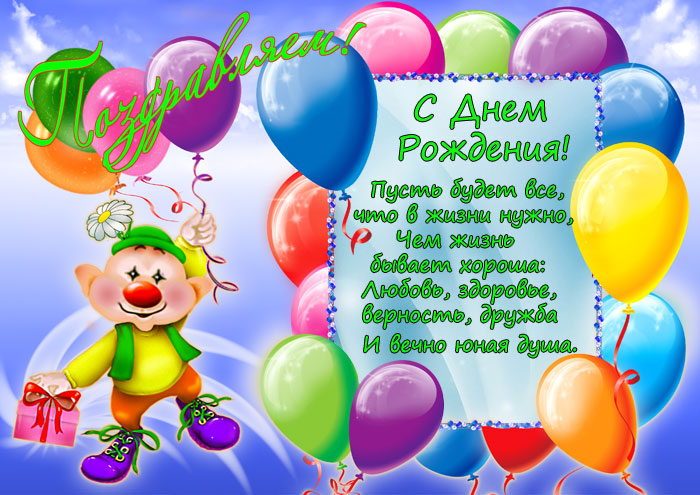 Поздравляем!
С Днем
Рождения!
Пусть будет все,
что в жизни нужно,
Чем жизнь
бывает хороша:
Любовь, здоровье,
верность, дружба
И вечно юная душа.